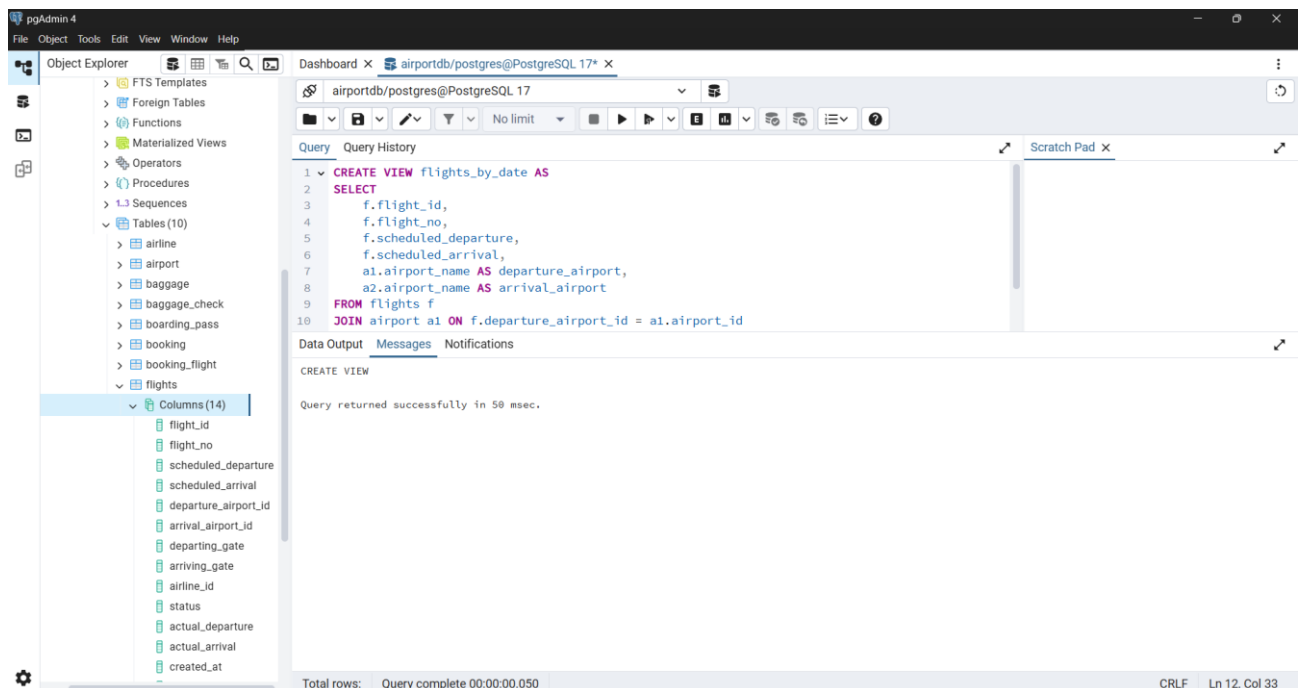 pgAdmin 4
File Object Tools Edit View Window Help
Object Explorer
Dashboard
airportdb/postgres@PostgreSQL 17*
FTS Templates
Foreign Tables
Functions
Materialized Views
Operators
Procedures
1..3 Sequences
Tables (10)
airline
airport
baggage
baggage_check
boarding_pass
booking
booking_flight
flights
Columns (14)
flight_id
flight_no
scheduled_departure
scheduled_arrival
departure_airport_id
arrival_airport_id
departing_gate
arriving_gate
airline_id
status
actual_departure
actual_arrival
created_at
airportdb/postgres@PostgreSQL 17
No limit
E
Query Query History
Scratch Pad
1 CREATE VIEW flights_by_date AS
2 SELECT
3 f.flight_id,
4 f.flight_no,
5 f.scheduled_departure,
6 f.scheduled_arrival,
7 a1.airport_name AS departure_airport,
8 a2.airport_name AS arrival_airport
9 FROM flights f
10 JOIN airport a1 ON f.departure_airport_id = a1.airport_id
Data Output Messages Notifications
CREATE VIEW
Query returned successfully in 50 msec.
Total rows: Query complete 00:00:00.050 CRLF Ln 12, Col 33